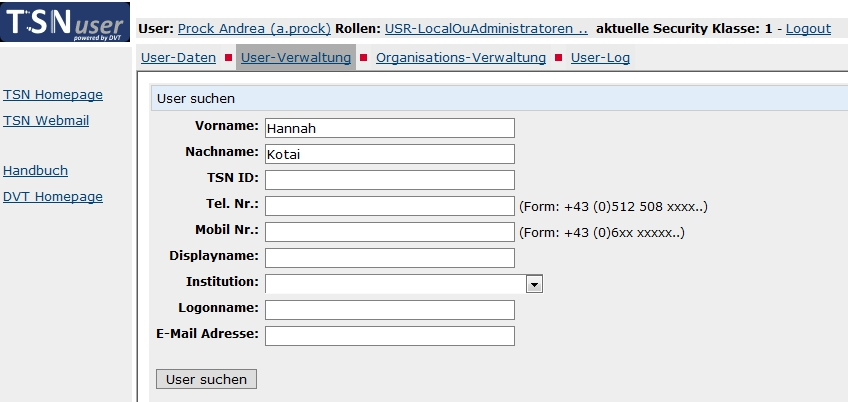 TSNuser
powered by DVT
User: Prock Andrea (a.prock) Rollen: USR-LocalOuAdministratoren .. aktuelle Security Klasse: 1 - Logout
User-Daten User-Verwaltung Organisations-Verwaltung User-Log
TSN Homepage
TSN Webmail
Handbuch
DVT Homepage
User suchen
Vorname: Hannah
Nachname: Kotai
TSN ID:
Tel. Nr.: (Form: +43 (0)512 508 xxxx..)
Mobil Nr.: (Form: +43 (0)6xx xxxxx..)
Displayname:
Institution:
Logonname:
E-Mail Adresse:
User suchen